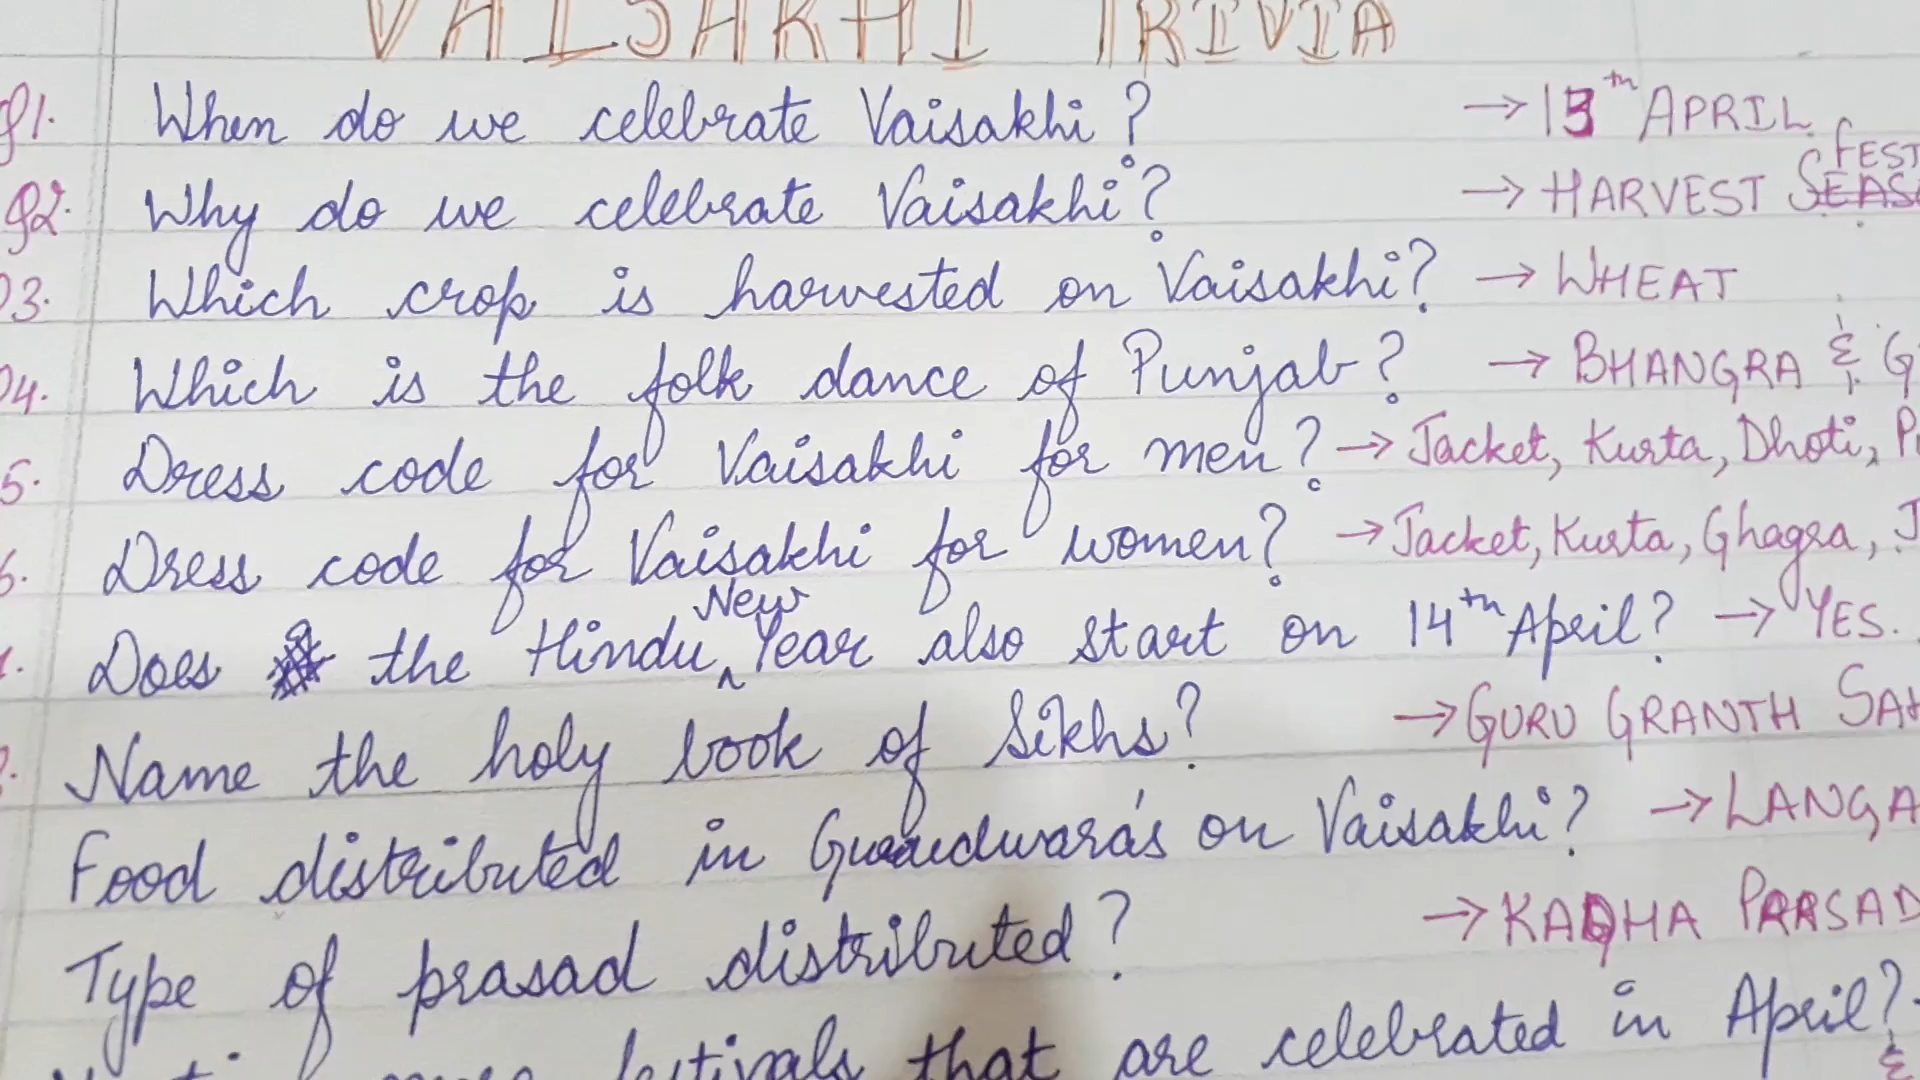 VAISAKHI TRIVIA
Q1. When do we celebrate Vaisakhi? → 13th APRIL
Q2. Why do we celebrate Vaisakhi? → HARVEST FEST
Q3. Which crop is harvested on Vaisakhi? → WHEAT
Q4. Which is the folk dance of Punjab? → BHANGRA & G
5. Dress code for Vaisakhi for men? → Jacket, Kurta, Dhoti, P
6. Dress code for Vaisakhi for women? → Jacket, Kurta, Ghagra, J
Does the Hindu New Year also start on 14th April? → YES.
Name the holy book of Sikhs? → GURU GRANTH SAH
Food distributed in Gurudwara's on Vaisakhi? → LANGA
Type of prasad distributed? → KADHA PARSAD
festivals that are celebrated in April?
&